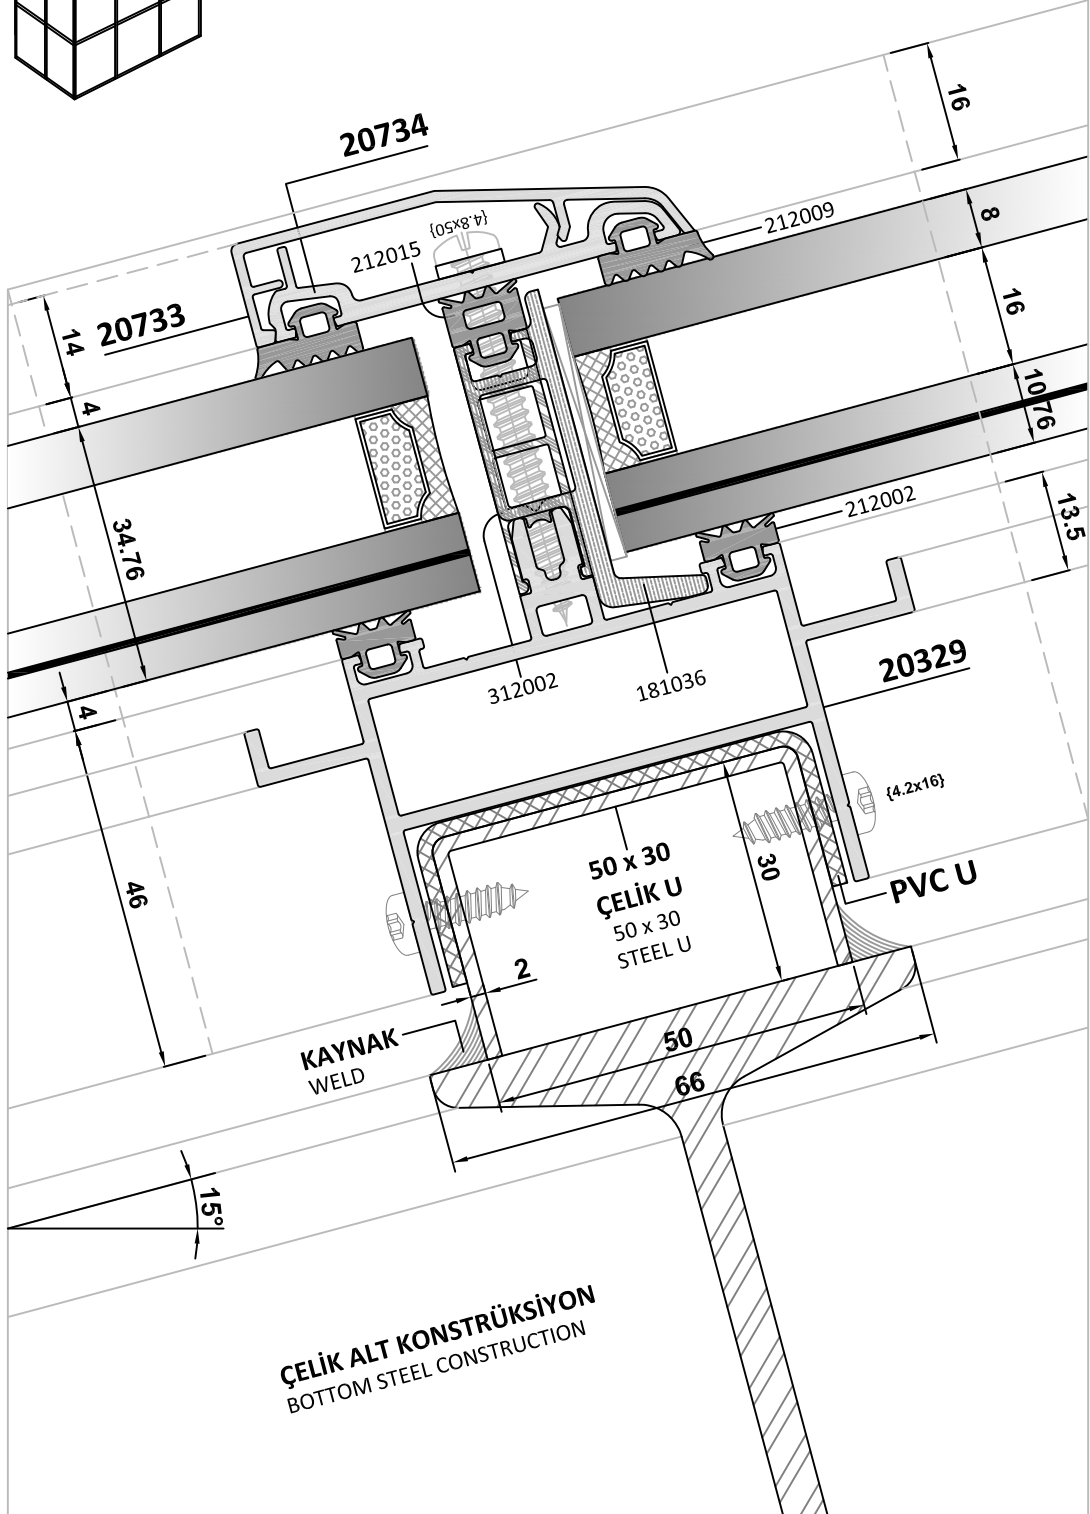 16
20734
{4.8x50}
212015
212009
8
20733
14
16
4
10.76
34.76
212002
13.5
312002
181036
20329
4
{4.2x16}
46
50 x 30
ÇELİK U
50 x 30
STEEL U
30
PVC U
2
KAYNAK
WELD
50
66
15°
ÇELİK ALT KONSTRÜKSİYON
BOTTOM STEEL CONSTRUCTION